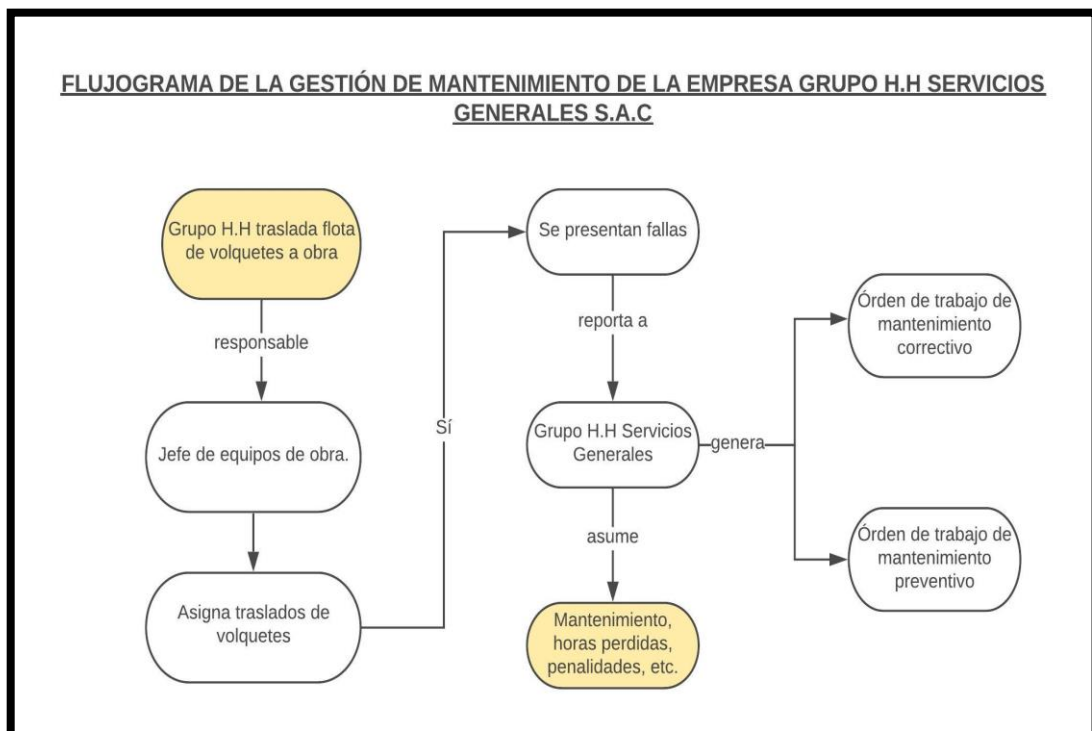 FLUJOGRAMA DE LA GESTIÓN DE MANTENIMIENTO DE LA EMPRESA GRUPO H.H SERVICIOS
GENERALES S.A.C
Grupo H.H traslada flota
de volquetes a obra
responsable
Jefe de equipos de obra.
Asigna traslados de
volquetes
Sí
Se presentan fallas
reporta a
Grupo H.H Servicios
Generales
genera
asume
Mantenimiento,
horas perdidas,
penalidades, etc.
Órden de trabajo de
mantenimiento
correctivo
Órden de trabajo de
mantenimiento
preventivo